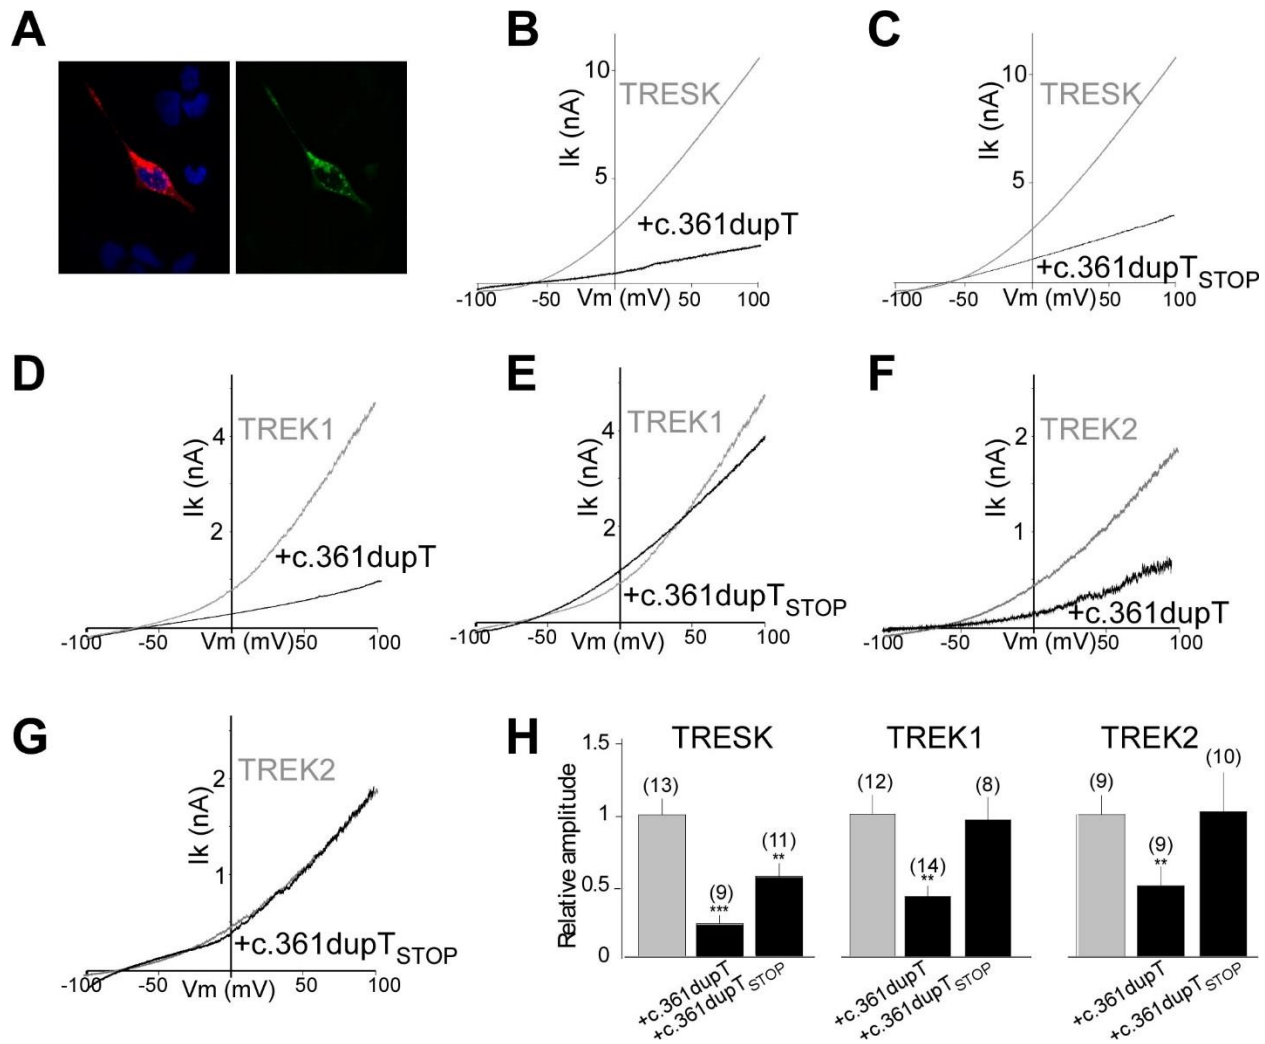 A
B
10
TRESK
Ik (nA)
5
+c.361dupT
-100
-50
Vm (mV)
50
100
C
10
TRESK
Ik (nA)
5
+c.361dupTSTOP
-100
-50
Vm (mV)
50
100
D
4
TREK1
Ik (nA)
2
+c.361dupT
-100
-50
Vm (mV)
50
100
E
4
TREK1
Ik (nA)
2
+c.361dupTSTOP
-100
-50
Vm (mV)
50
100
F
2
TREK2
Ik (nA)
1
+c.361dupT
-100
-50
Vm (mV)
50
100
G
2
TREK2
Ik (nA)
1
+c.361dupTSTOP
-100
-50
Vm (mV)
50
100
H
Relative amplitude
1.5
1
0.5
0
TRESK
(13)
(9)
***
(11)
**
+c.361dupT
+c.361dupTSTOP
TREK1
(12)
(14)
**
(8)
+c.361dupT
+c.361dupTSTOP
TREK2
(9)
(9)
**
(10)
+c.361dupT
+c.361dupTSTOP